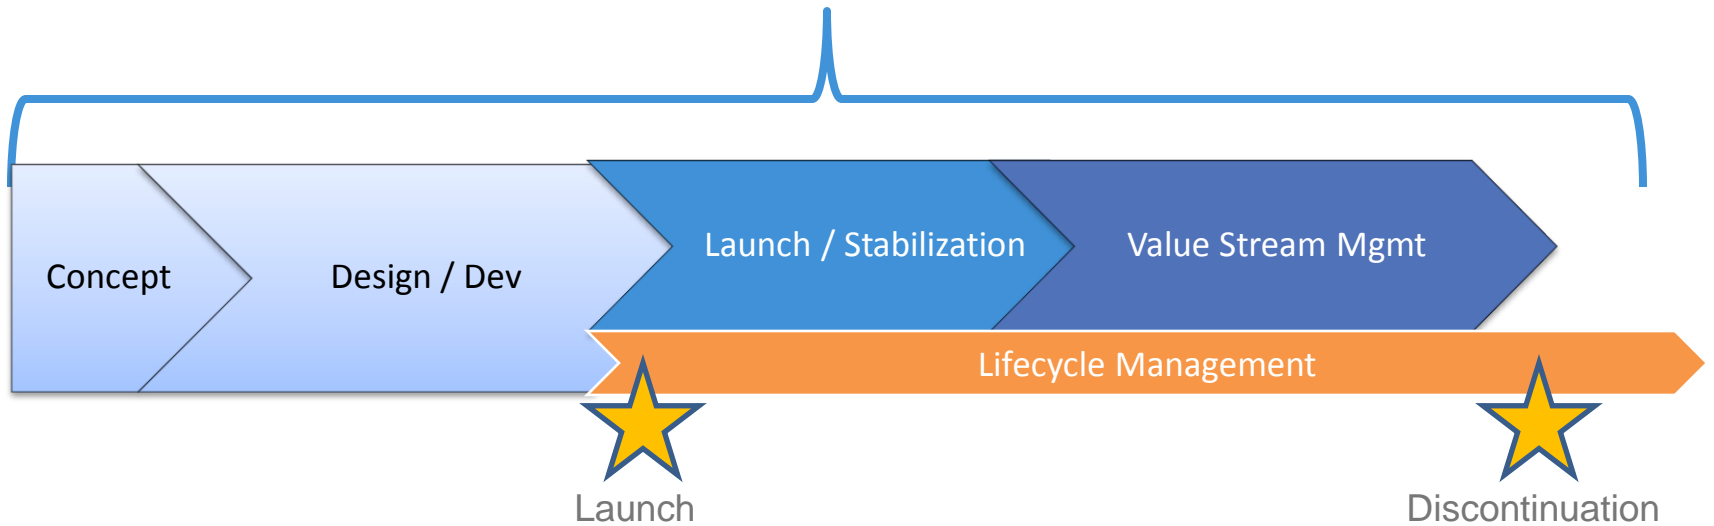 Concept
Design / Dev
Launch / Stabilization
Value Stream Mgmt
Lifecycle Management
Launch
Discontinuation